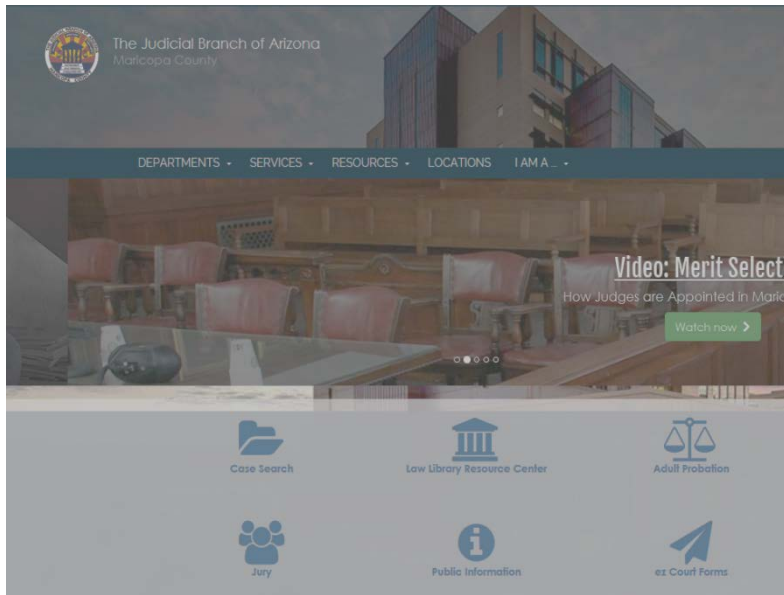 The Judicial Branch of Arizona
Maricopa County
DEPARTMENTS
SERVICES
RESOURCES
LOCATIONS
I AM A ...
Video: Merit Select
How Judges are Appointed in Maric
Watch now
Case Search
Law Library Resource Center
Adult Probation
Jury
Public Information
ez Court Forms